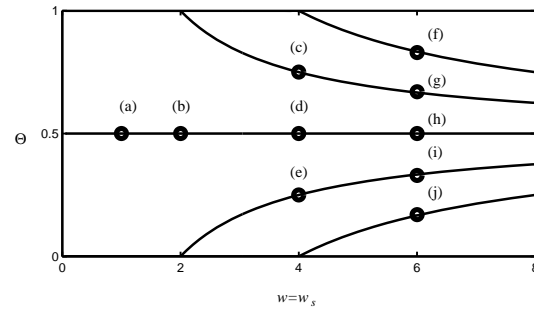 1
(f)
(c)
(g)
(a) (b) (d) (h)
Θ 0.5
(i)
(e)
(j)
0
0 2 4 6 8
w=w_s